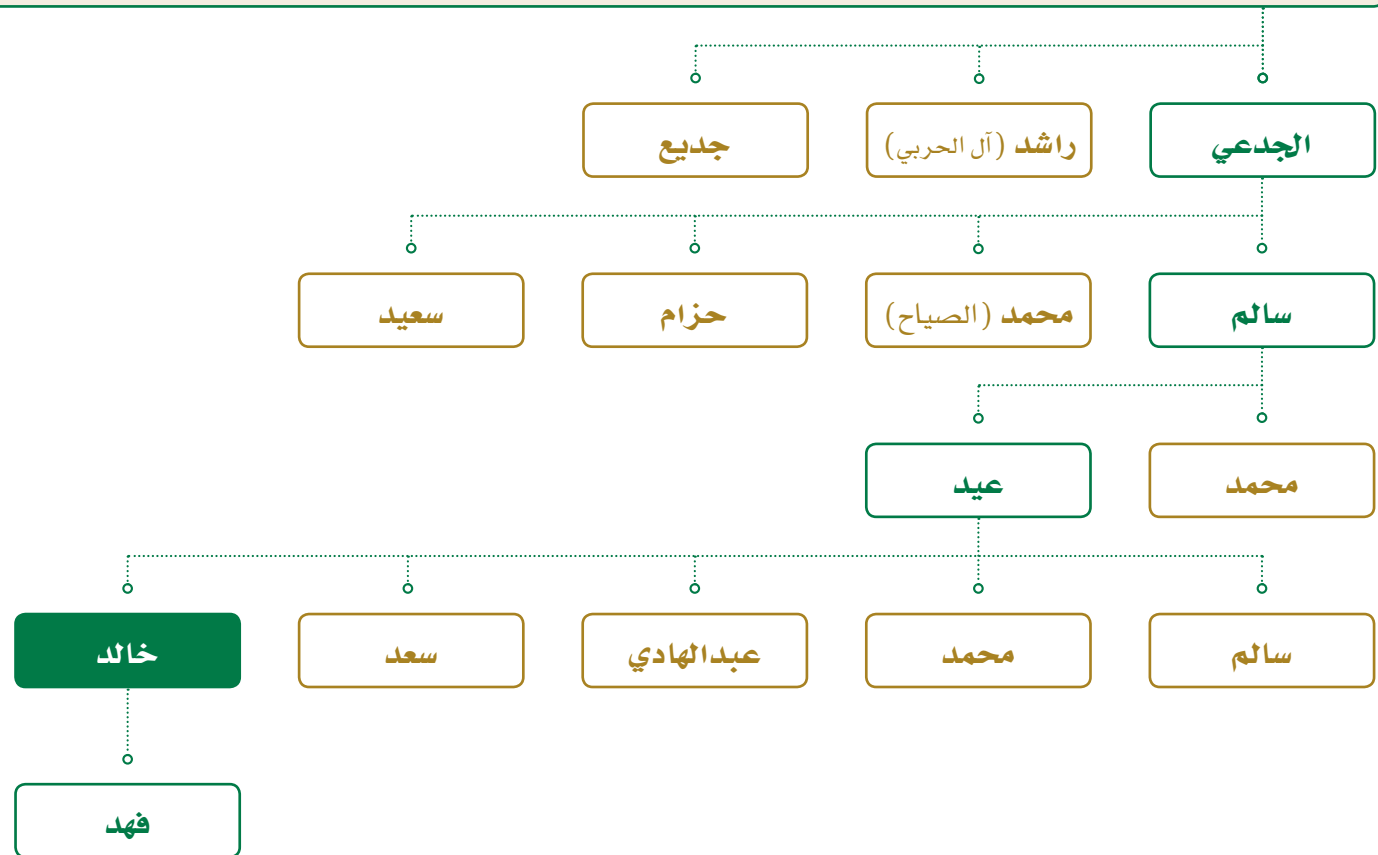 الجدعي
راشد (آل الحربي)
جديع
سالم
محمد (الصياح)
حزام
سعيد
محمد
عيد
سالم
محمد
عبدالهادي
سعد
خالد
فهد